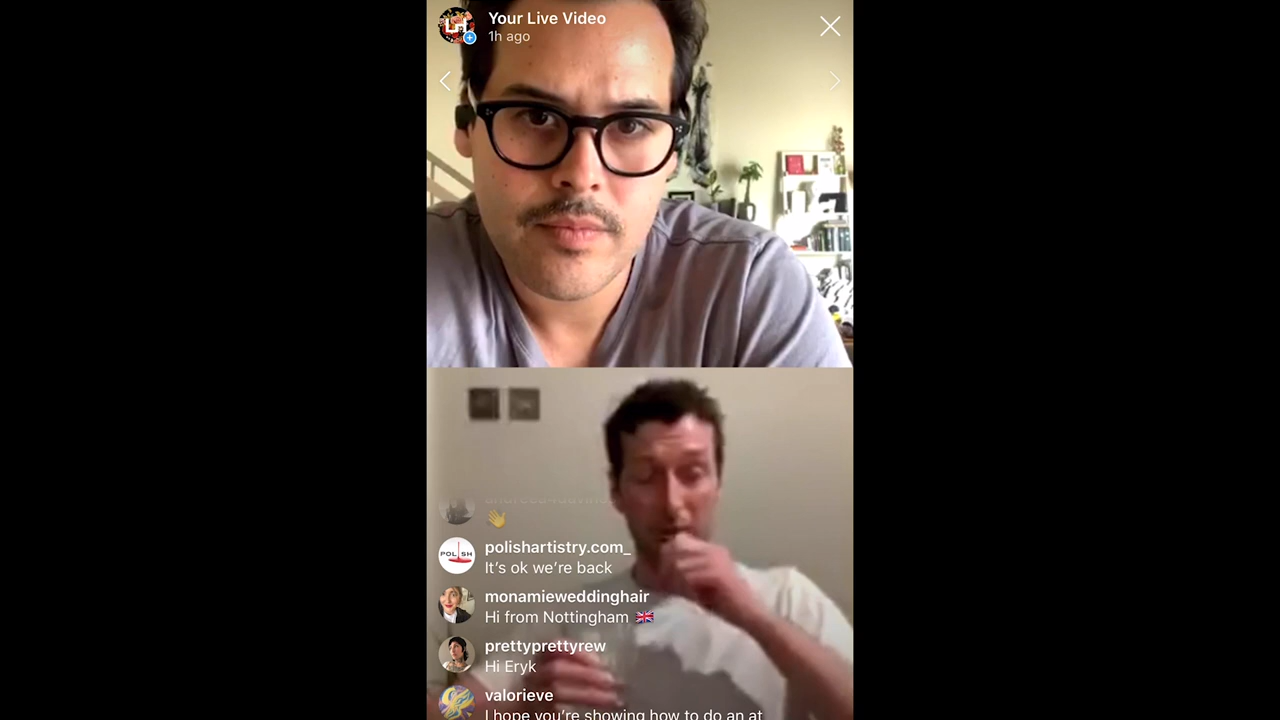 Your Live Video
1h ago
👋
polishartistry.com_
It’s ok we’re back
monamieweddinghair
Hi from Nottingham 🇬🇧
prettyprettyrew
Hi Eryk
valorieve
I hope you’re showing how to do an at